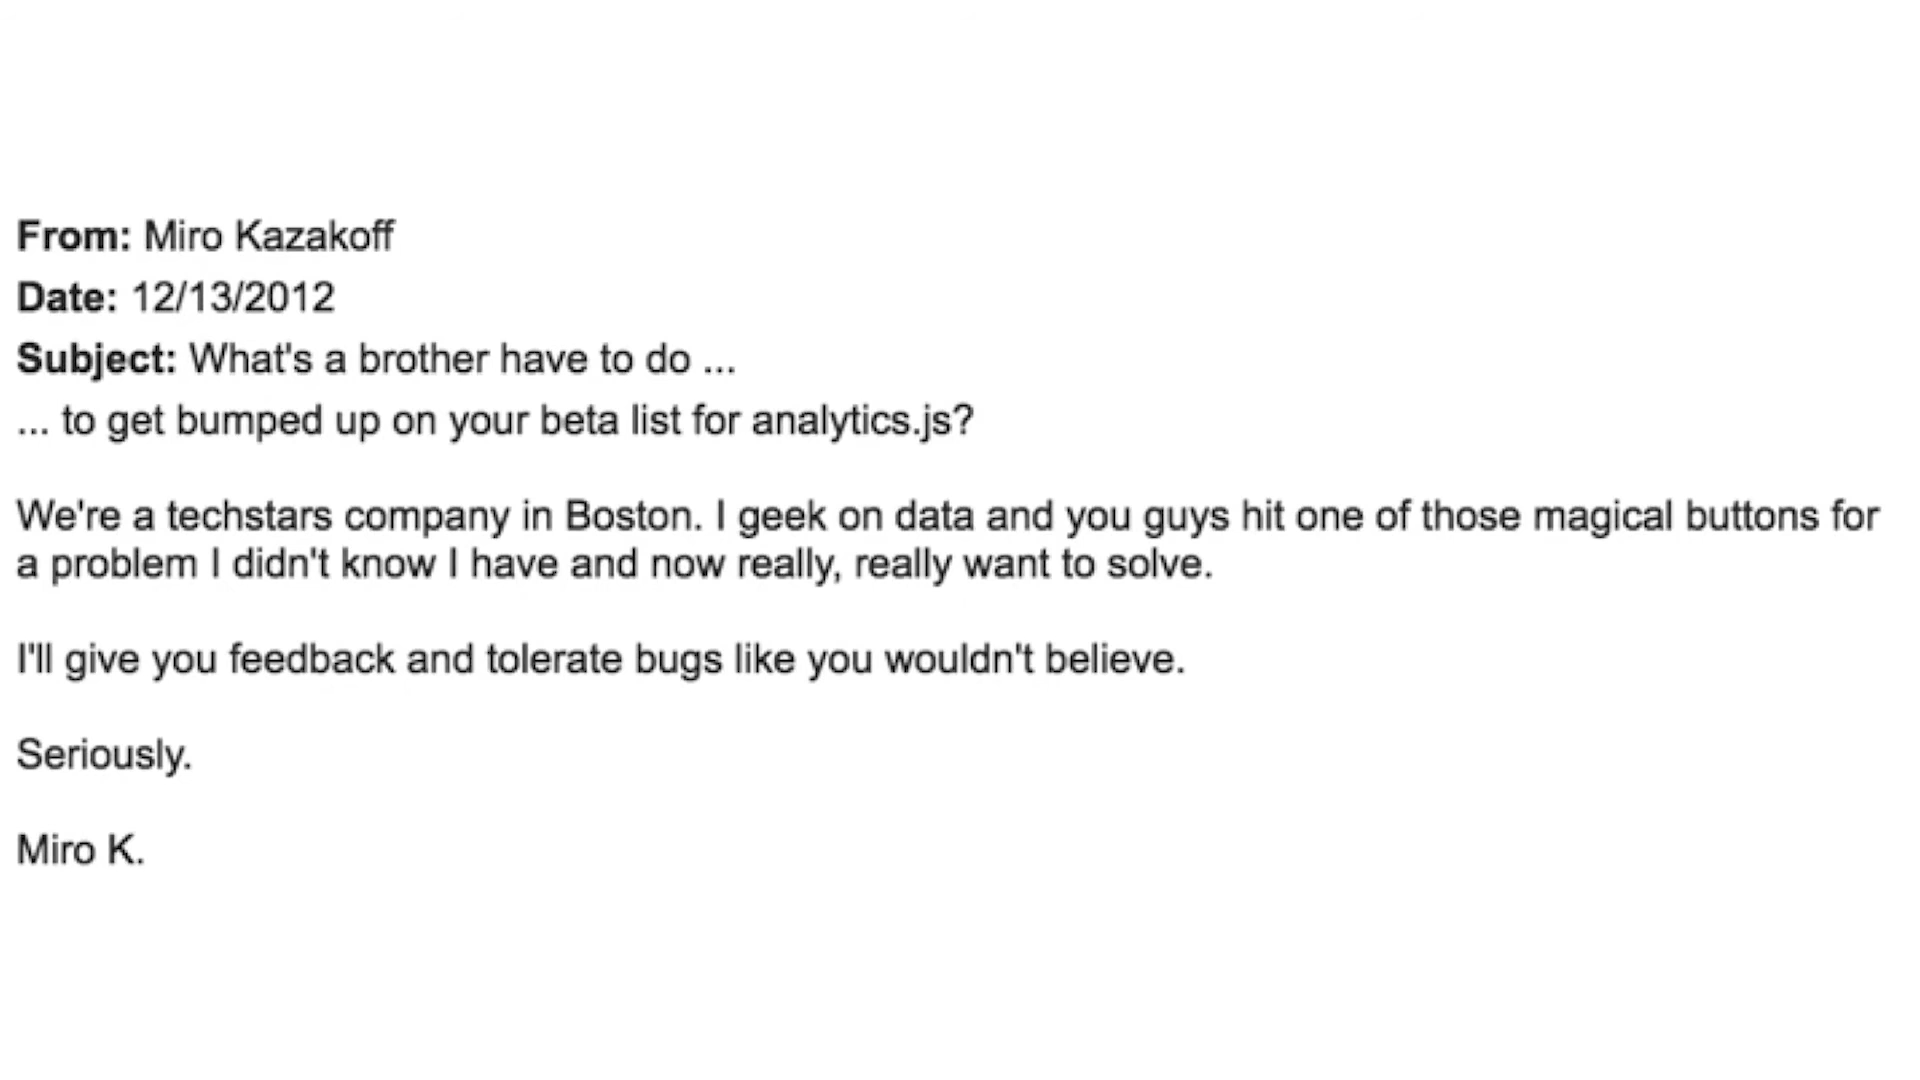 From: Miro Kazakoff
Date: 12/13/2012
Subject: What's a brother have to do ...
... to get bumped up on your beta list for analytics.js?
We're a techstars company in Boston. I geek on data and you guys hit one of those magical buttons for
a problem I didn't know I have and now really, really want to solve.
I'll give you feedback and tolerate bugs like you wouldn't believe.
Seriously.
Miro K.